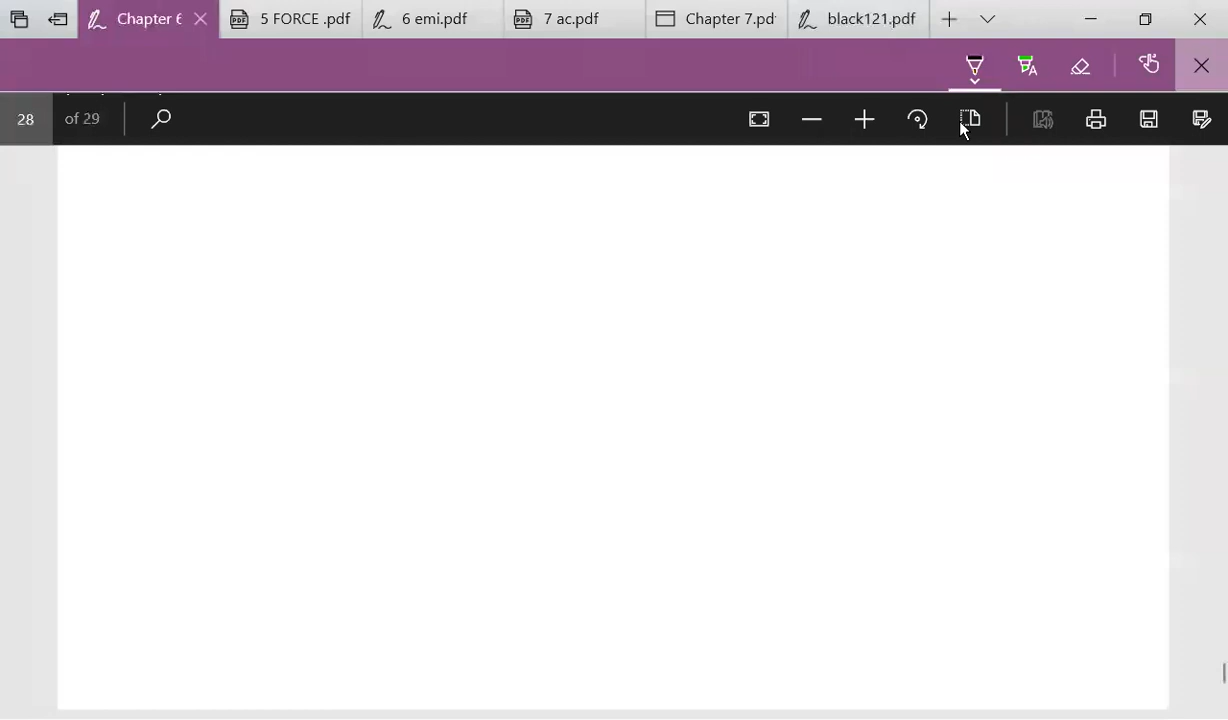 Chapter 6
5 FORCE .pdf
6 emi.pdf
7 ac.pdf
Chapter 7.pd
black121.pdf
28 of 29